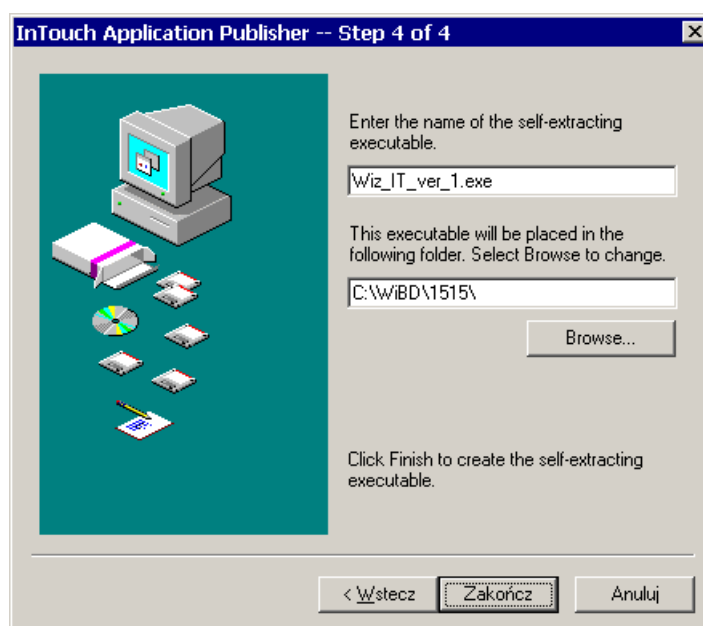 InTouch Application Publisher -- Step 4 of 4
Enter the name of the self-extracting
executable.
Wiz_IT_ver_1.exe
This executable will be placed in the
following folder. Select Browse to change.
C:\WiBD\1515\
Browse...
Click Finish to create the self-extracting
executable.
< Wstecz
Zakończ
Anuluj